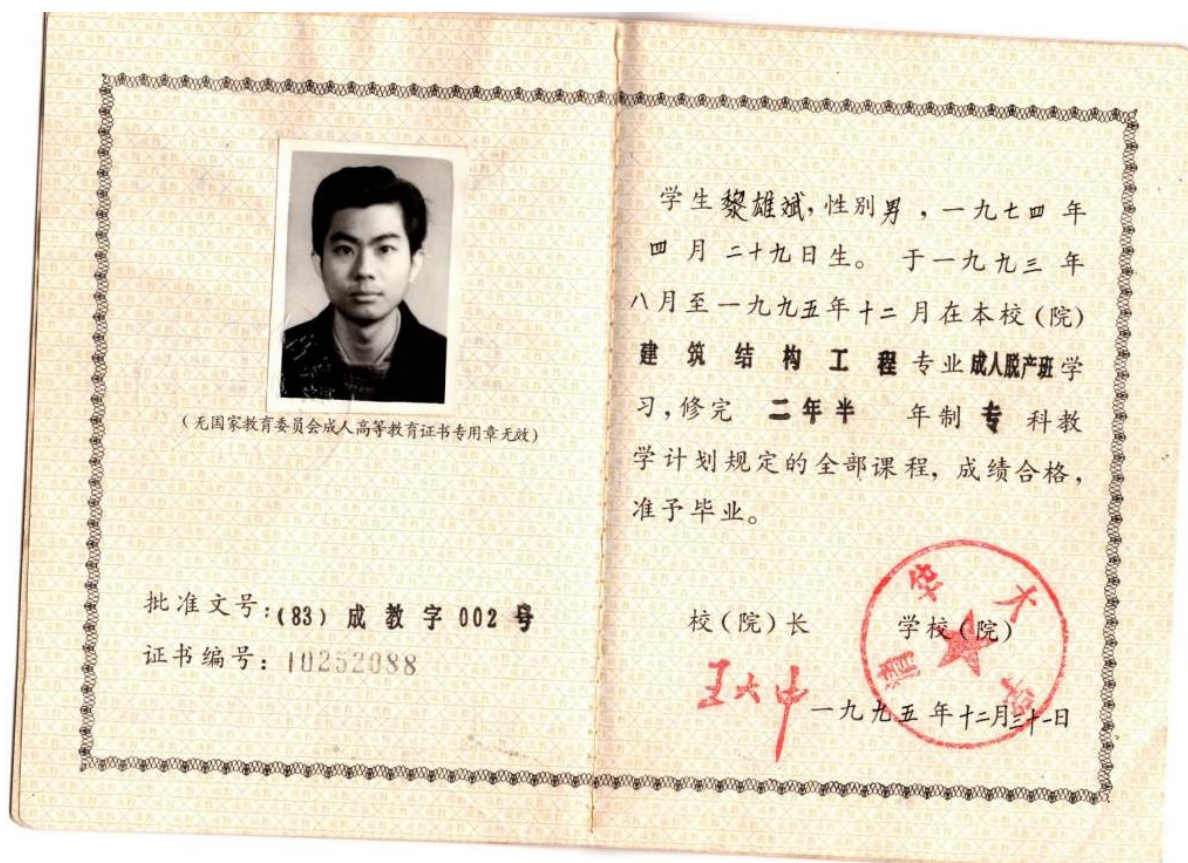 (无国家教育委员会成人高等教育证书专用章无效)
批准文号:(83) 成教字 002 号
证书编号: 10252088
学生黎雄斌,性别男,一九七四年
四月二十九日生。于一九九三年
八月至一九九五年十二月在本校(院)
建筑结构工程专业成人脱产班学
习,修完 二年半 年制专科教
学计划规定的全部课程,成绩合格,
准予毕业。
校(院)长 学校(院)
王大中
清华大学
一九九五年十二月三十一日